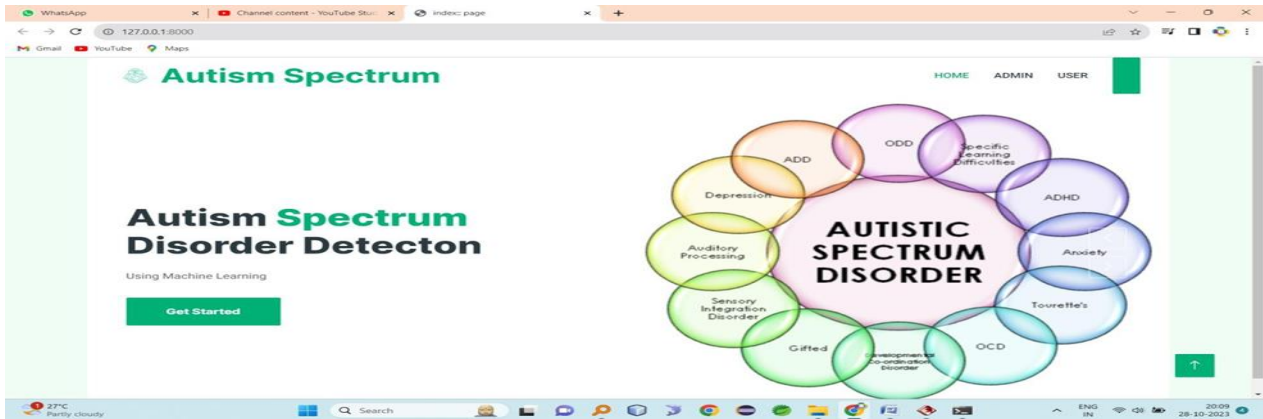 WhatsApp
Channel content - YouTube Stu
index: page
127.0.0.1:8000
Gmail YouTube Maps
Autism Spectrum
HOME ADMIN USER
Autism Spectrum
Disorder Detecton
Using Machine Learning
Get Started
AUTISTIC
SPECTRUM
DISORDER
ODD
Specific
Learning
Difficulties
ADHD
Anxiety
Tourette's
OCD
Co-ordination
Disorder
Gifted
Sensory
Integration
Disorder
Auditory
Processing
Depression
ADD
27°C
Partly cloudy
Search
ENG
IN
20:09
28-10-2023